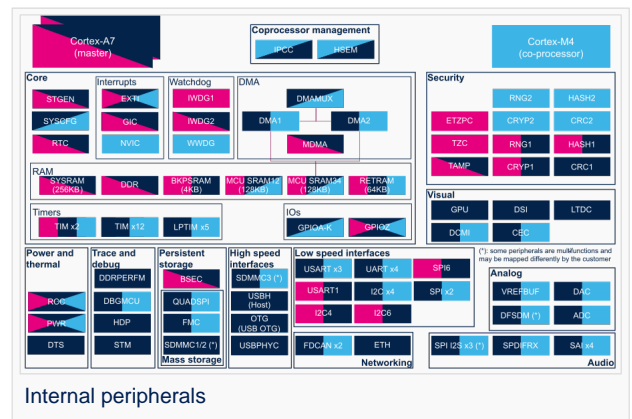 Cortex-A7
(master)
Coprocessor management
IPCC
HSEM
Cortex-M4
(co-processor)
Core
STGEN
SYSCFG
RTC
Interrupts
EXTI
GIC
NVIC
Watchdog
IWDG1
IWDG2
WWDG
DMA
DMAMUX
DMA1
DMA2
MDMA
Security
RNG2
HASH2
ETZPC
CRYP2
CRC2
TZC
RNG1
HASH1
TAMP
CRYP1
CRC1
RAM
SYSRAM
(256KB)
DDR
BKPSRAM
(4KB)
MCU SRAM12
(128KB)
MCU SRAM34
(128KB)
RETRAM
(64KB)
Timers
TIM x2
TIM x12
LPTIM x5
IOs
GPIOA-K
GPIOZ
Visual
GPU
DSI
LTDC
DCMI
CEC
(*): some peripherals are multifunctions and
may be mapped differently by the customer
Power and
thermal
RCC
PWR
DTS
Trace and
debug
DDRPERFM
DBGMCU
HDP
STM
Persistent
storage
BSEC
QUADSPI
FMC
SDMMC1/2 (*)
Mass storage
High speed
interfaces
SDMMC3 (*)
USBH
(Host)
OTG
(USB OTG)
USBPHYC
Low speed interfaces
USART x3
UART x4
SPI6
USART1
I2C x4
SPI x2
I2C4
I2C6
Analog
VREFBUF
DAC
DFSDM (*)
ADC
FDCAN x2
ETH
Networking
SPI I2S x3 (*)
SPDIFRX
SAI x4
Audio
Internal peripherals